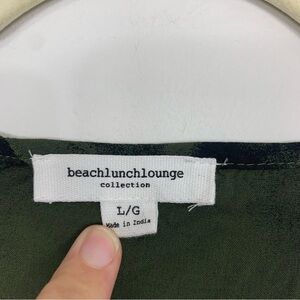 beachlunchlounge
collection
L/G
Made in India